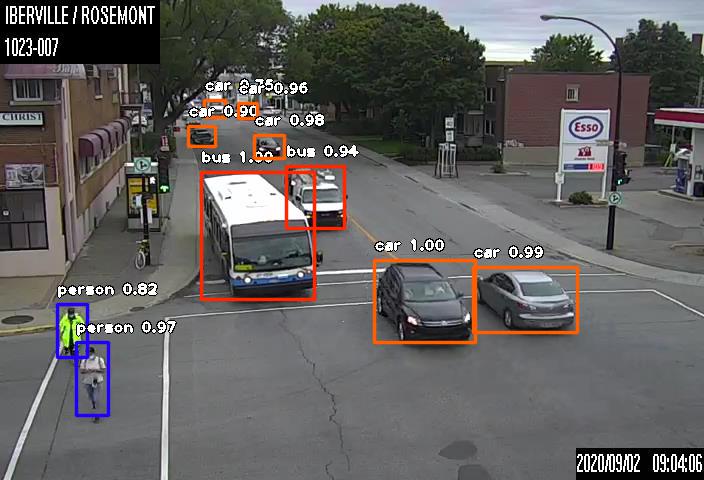 IBERVILLE / ROSEMONT
1023-007
car 0.75
car 0.96
car 0.90
car 0.98
bus 1.00
bus 0.94
CHRIST
Esso
car 1.00
car 0.99
person 0.82
person 0.97
2020/09/02 09:04:06